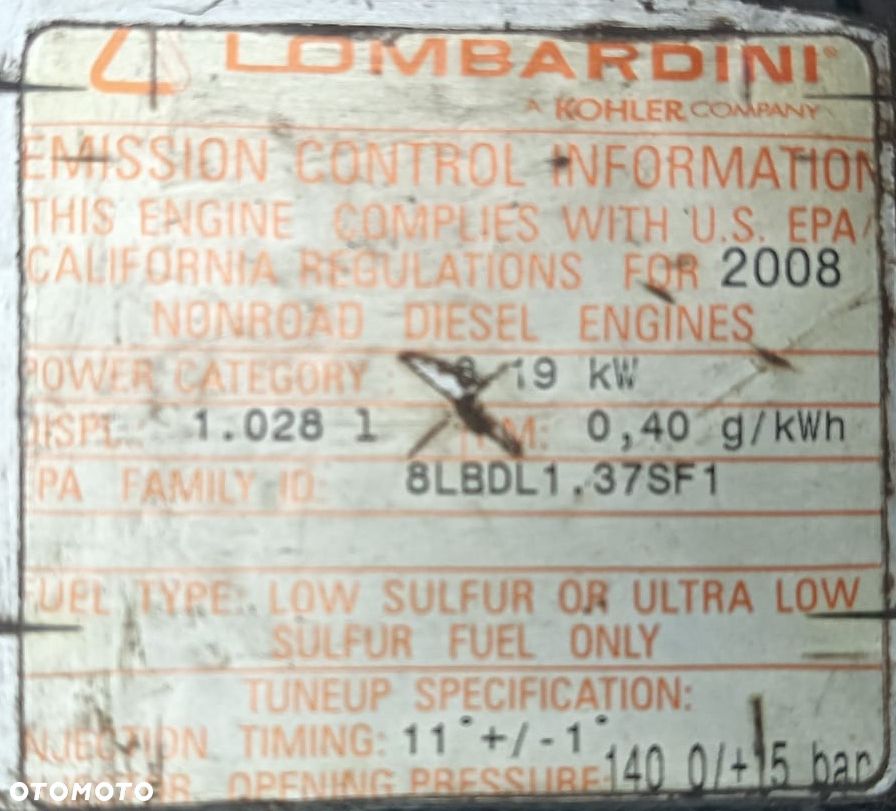 LOMBARDINI
A KOHLER COMPANY
EMISSION CONTROL INFORMATION
THIS ENGINE COMPLIES WITH U.S. EPA/
CALIFORNIA REGULATIONS FOR 2008
NONROAD DIESEL ENGINES
POWER CATEGORY : 19 kW
DISPL.: 1.028 l 0,40 g/kWh
EPA FAMILY ID: 8LBDL1.37SF1
FUEL TYPE: LOW SULFUR OR ULTRA LOW
SULFUR FUEL ONLY
TUNEUP SPECIFICATION:
INJECTION TIMING: 11°+/-1°
OPENING PRESSURE: 140 0/+15 bar
OTOMOTO